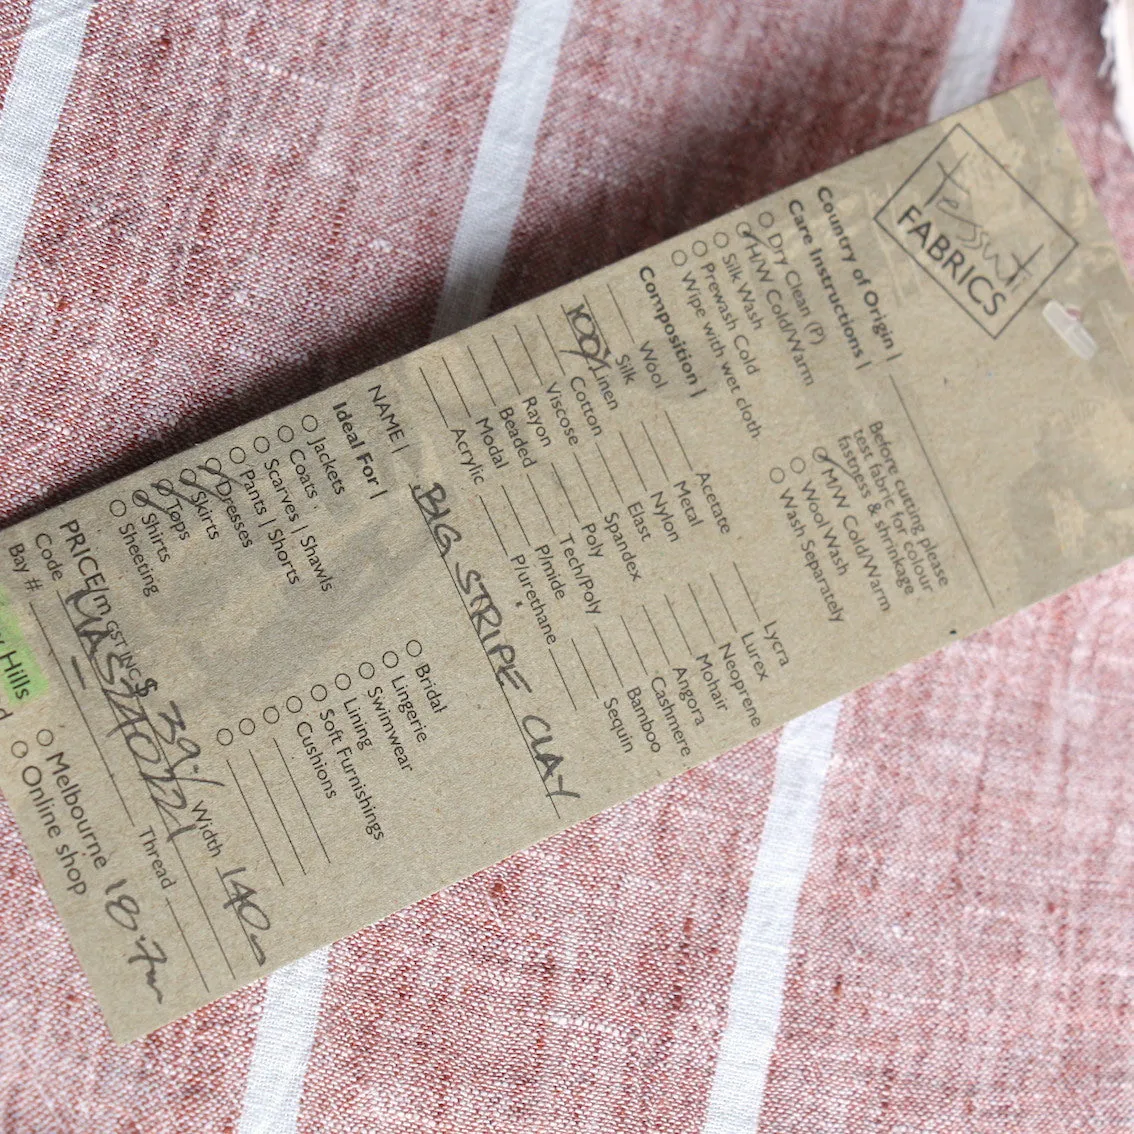 Tessuti
FABRICS
Country of Origin |
Care Instructions |
Dry Clean (P)
H/W Cold/Warm
Silk Wash
Prewash Cold
Wipe with wet cloth.
Before cutting please
test fabric for colour
fastness & shrinkage
M/W Cold/Warm
Wool Wash
Wash Separately
Composition |
Wool Acetate Lycra
Silk Metal Lurex
100% Linen Nylon Neoprene
Cotton Elast Mohair
Viscose Spandex Angora
Rayon Poly Cashmere
Beaded Tech/Poly Bamboo
Modal P/mide Sequin
Acrylic P/urethane
NAME | BIG STRIPE CLAY
Ideal For |
Jackets Bridal
Coats Lingerie
Scarves | Shawls Swimwear
Pants | Shorts Lining
Dresses Soft Furnishings
Skirts Cushions
Tops
Shirts
Sheeting
PRICE/m GST INC $ 39 Width 140
Code Thread
Bay #
Hills
Melbourne
Online shop
18.7m